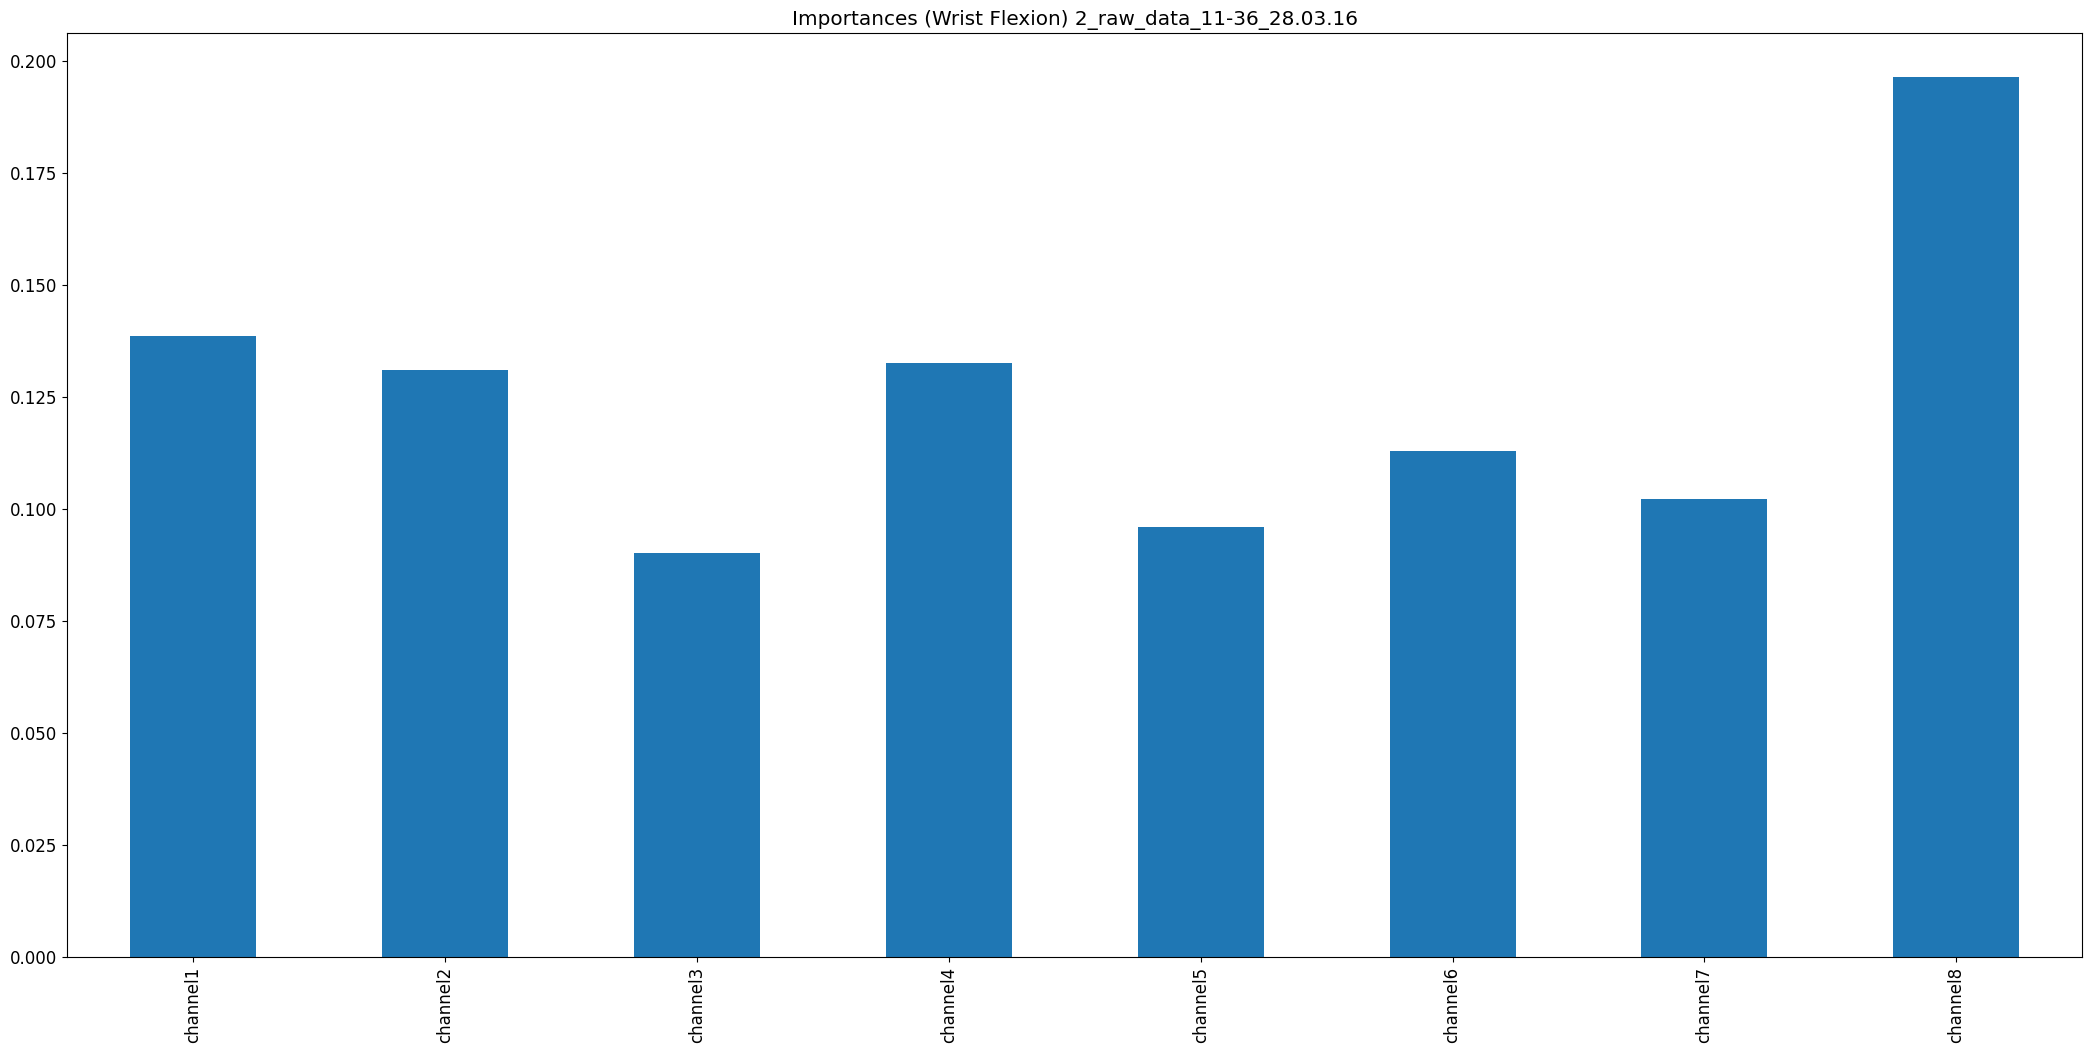 Importances (Wrist Flexion) 2_raw_data_11-36_28.03.16
0.200
0.175
0.150
0.125
0.100
0.075
0.050
0.025
0.000
channel1
channel2
channel3
channel4
channel5
channel6
channel7
channel8